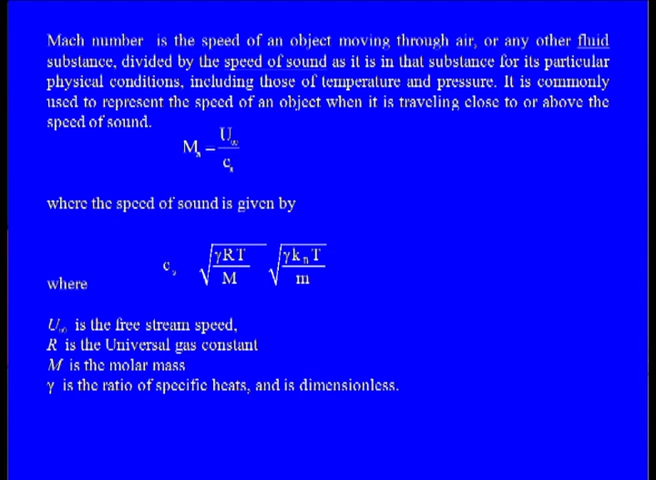 Mach number is the speed of an object moving through air, or any other fluid
substance, divided by the speed of sound as it is in that substance for its particular
physical conditions, including those of temperature and pressure. It is commonly
used to represent the speed of an object when it is traveling close to or above the
speed of sound.
Mₐ = U∞ / cₛ
where the speed of sound is given by
cₛ √(γRT / M) √(γk_BT / m)
where
U∞ is the free stream speed,
R is the Universal gas constant
M is the molar mass
γ is the ratio of specific heats, and is dimensionless.